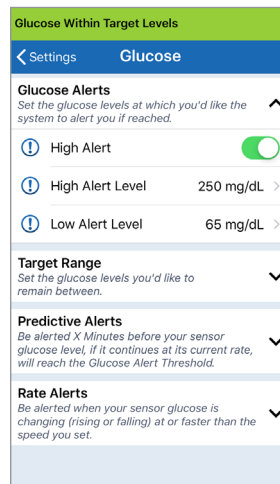 Glucose Within Target Levels
Settings Glucose
Glucose Alerts
Set the glucose levels at which you'd like the
system to alert you if reached.
High Alert
High Alert Level 250 mg/dL
Low Alert Level 65 mg/dL
Target Range
Set the glucose levels you'd like to
remain between.
Predictive Alerts
Be alerted X Minutes before your sensor
glucose level, if it continues at its current rate,
will reach the Glucose Alert Threshold.
Rate Alerts
Be alerted when your sensor glucose is
changing (rising or falling) at or faster than the
speed you set.